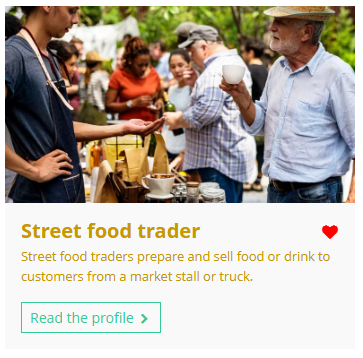 Street food trader
Street food traders prepare and sell food or drink to
customers from a market stall or truck.
Read the profile